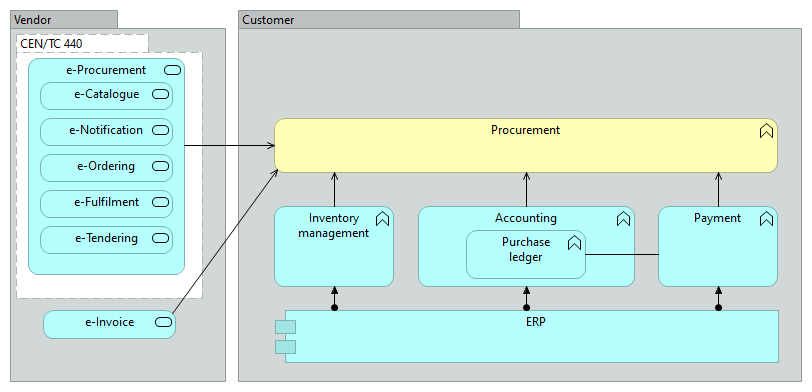 Vendor
Customer
CEN/TC 440
e-Procurement
e-Catalogue
e-Notification
e-Ordering
e-Fulfilment
e-Tendering
e-Invoice
Procurement
Inventory
management
Accounting
Purchase
ledger
Payment
ERP